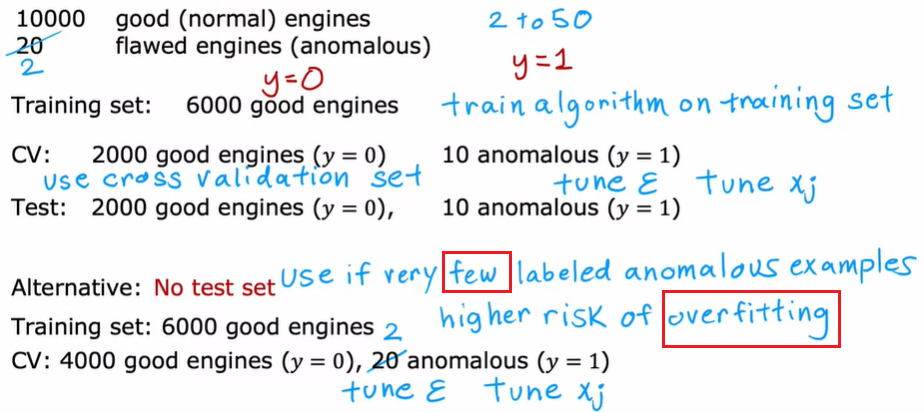 10000 good (normal) engines 2 to 50
20 flawed engines (anomalous)
2 y=0 y=1
Training set: 6000 good engines train algorithm on training set
CV: 2000 good engines (y = 0) 10 anomalous (y = 1)
use cross validation set tune ε tune xj
Test: 2000 good engines (y = 0), 10 anomalous (y = 1)
Alternative: No test set use if very few labeled anomalous examples
Training set: 6000 good engines 2 higher risk of overfitting
CV: 4000 good engines (y = 0), 20 anomalous (y = 1)
tune ε tune xj